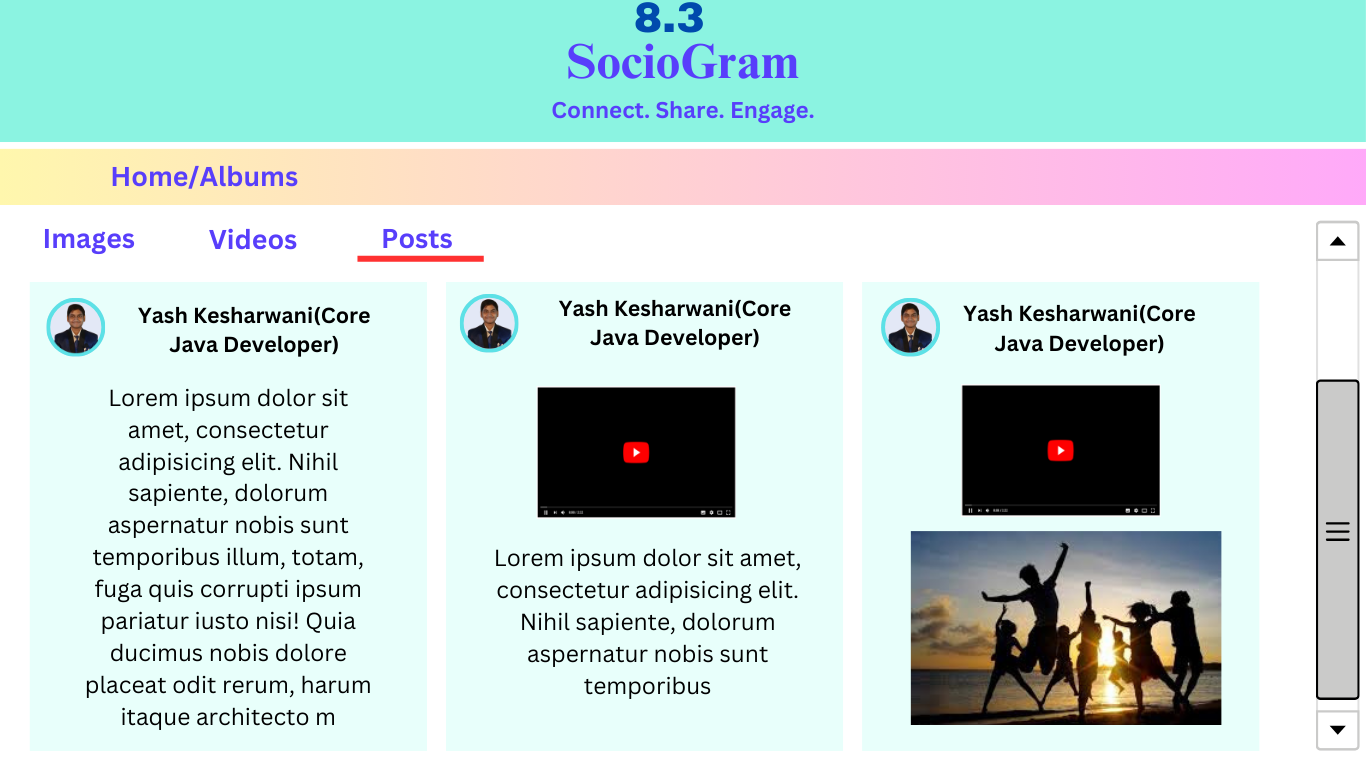 8.3
SocioGram
Connect. Share. Engage.
Home/Albums
Images
Videos
Posts
Yash Kesharwani(Core
Java Developer)
Lorem ipsum dolor sit
amet, consectetur
adipisicing elit. Nihil
sapiente, dolorum
aspernatur nobis sunt
temporibus illum, totam,
fuga quis corrupti ipsum
pariatur iusto nisi! Quia
ducimus nobis dolore
placeat odit rerum, harum
itaque architecto m
Yash Kesharwani(Core
Java Developer)
Lorem ipsum dolor sit amet,
consectetur adipisicing elit.
Nihil sapiente, dolorum
aspernatur nobis sunt
temporibus
Yash Kesharwani(Core
Java Developer)